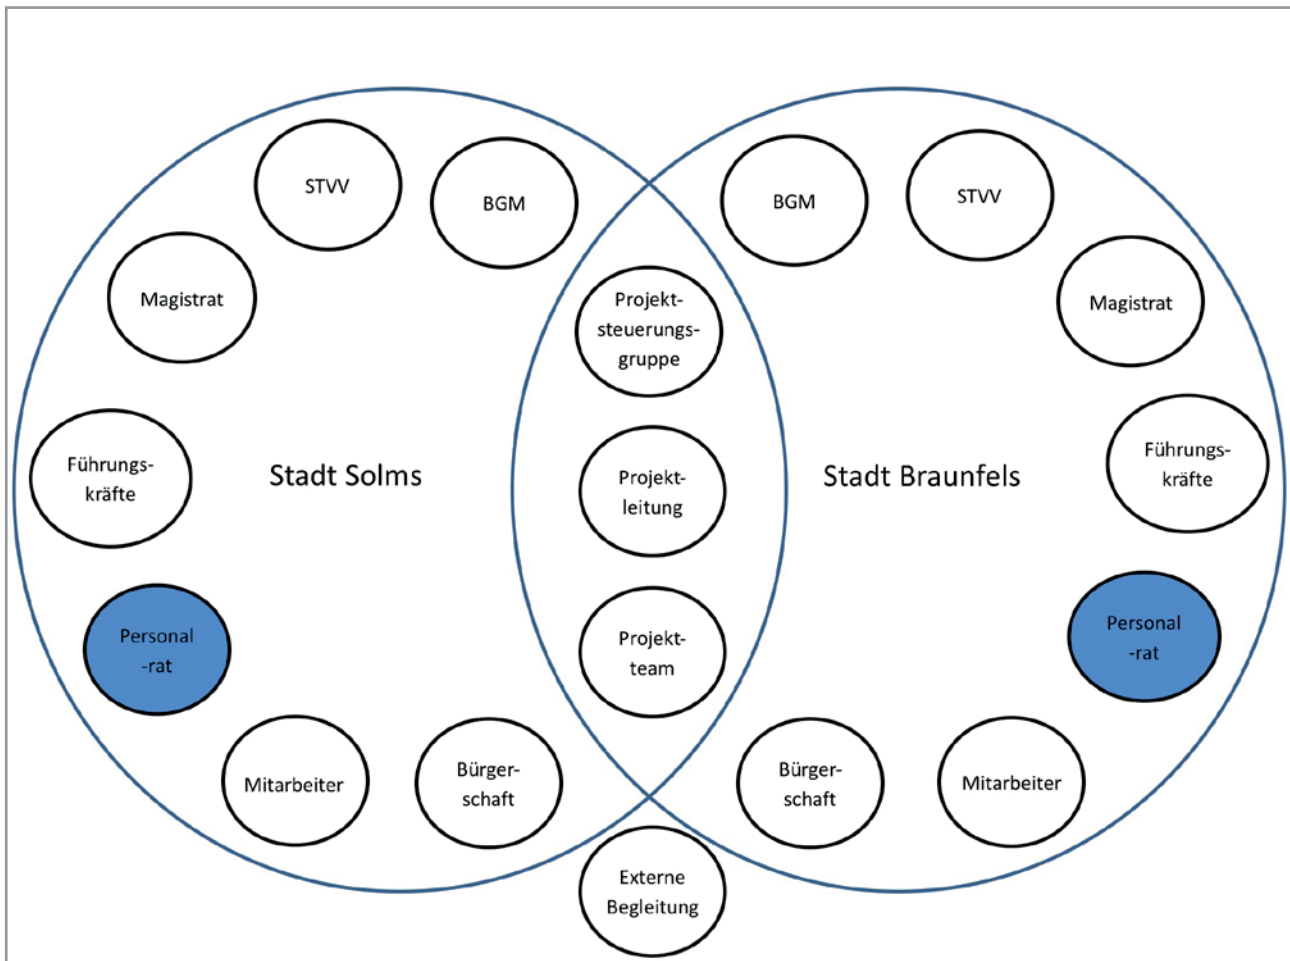 STVV
BGM
Magistrat
Führungs-
kräfte
Stadt Solms
Personal
-rat
Mitarbeiter
Bürger-
schaft
Projekt-
steuerungs-
gruppe
Projekt-
leitung
Projekt-
team
Externe
Begleitung
BGM
STVV
Magistrat
Führungs-
kräfte
Stadt Braunfels
Personal
-rat
Bürger-
schaft
Mitarbeiter